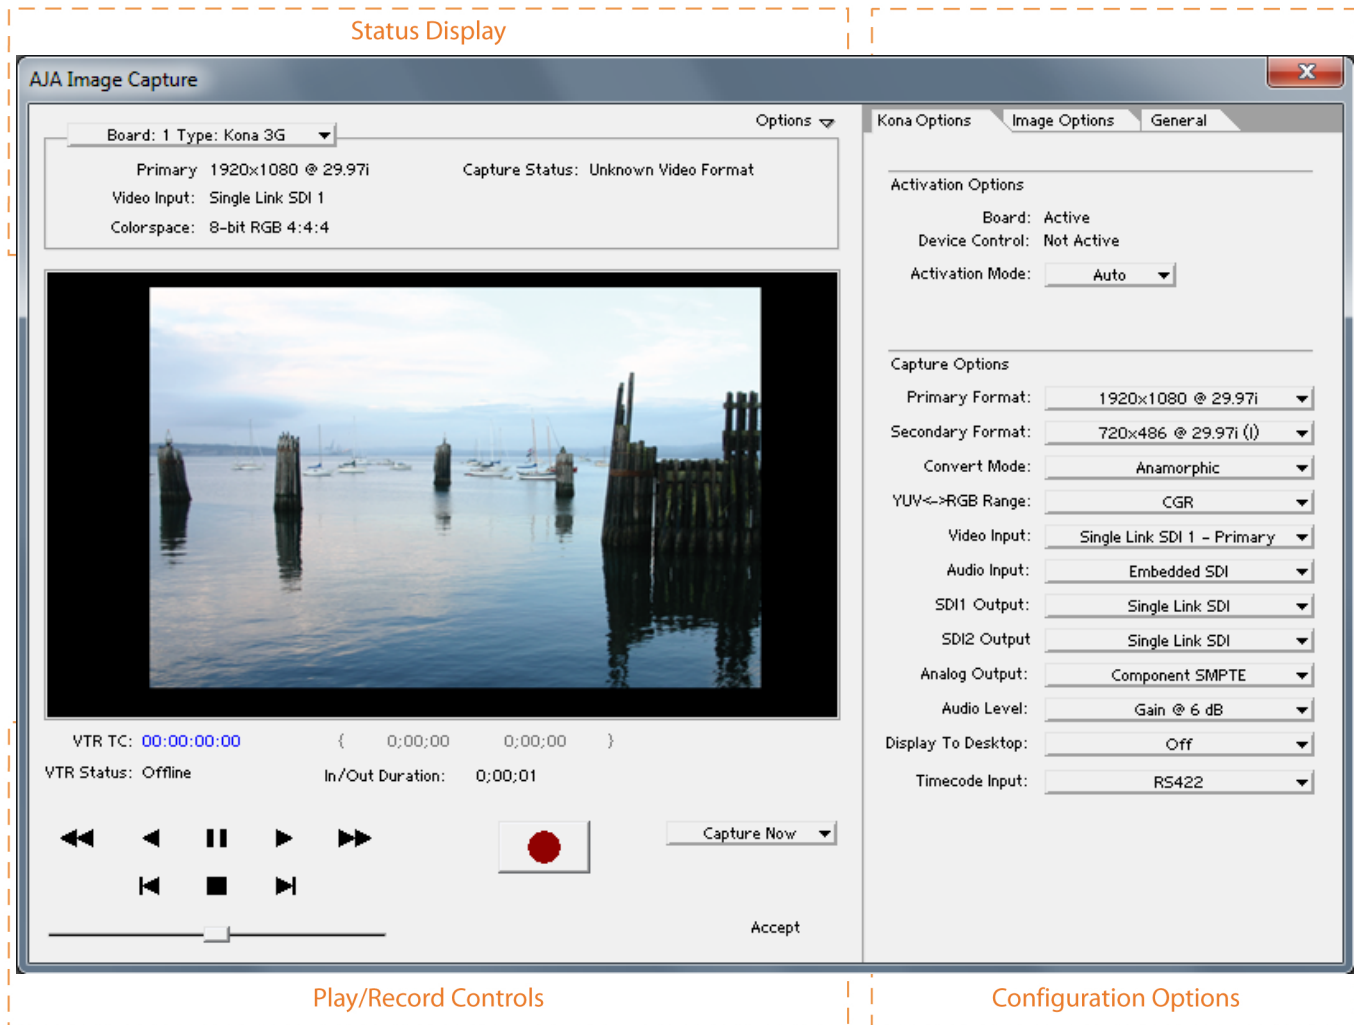 Status Display
AJA Image Capture
Board: 1 Type: Kona 3G
Options
Primary 1920x1080 @ 29.97i
Capture Status: Unknown Video Format
Video Input: Single Link SDI 1
Colorspace: 8-bit RGB 4:4:4
VTR TC: 00:00:00:00
{ 0;00;00 0;00;00 }
VTR Status: Offline
In/Out Duration: 0;00;01
Capture Now
Accept
Play/Record Controls
Kona Options
Image Options
General
Activation Options
Board: Active
Device Control: Not Active
Activation Mode: Auto
Capture Options
Primary Format: 1920x1080 @ 29.97i
Secondary Format: 720x486 @ 29.97i (I)
Convert Mode: Anamorphic
YUV<->RGB Range: CGR
Video Input: Single Link SDI 1 - Primary
Audio Input: Embedded SDI
SDI1 Output: Single Link SDI
SDI2 Output Single Link SDI
Analog Output: Component SMPTE
Audio Level: Gain @ 6 dB
Display To Desktop: Off
Timecode Input: RS422
Configuration Options